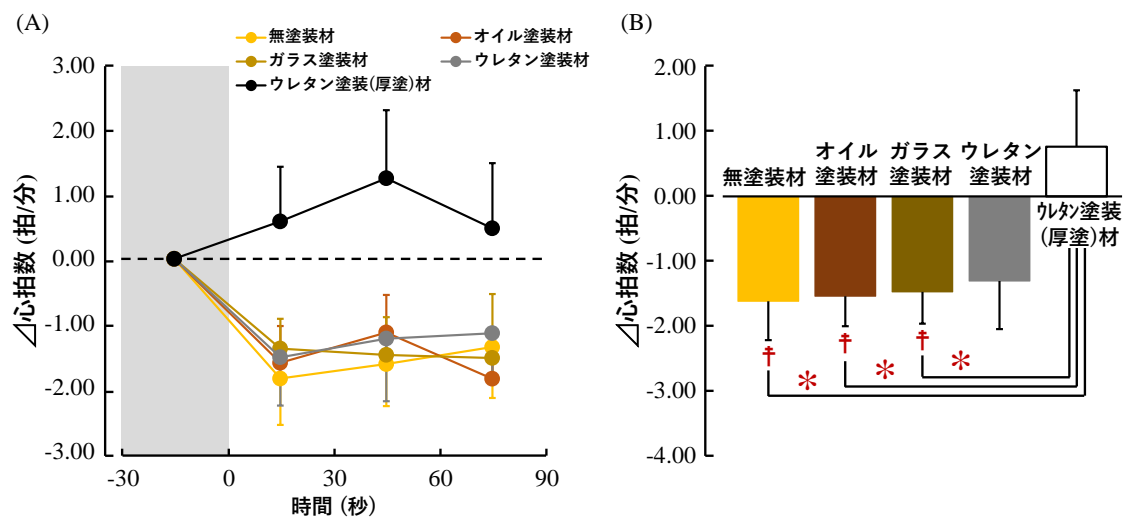 (A)
無塗装材
オイル塗装材
ガラス塗装材
ウレタン塗装材
ウレタン塗装(厚塗)材
⊿心拍数 (拍/分)
3.00
2.00
1.00
0.00
-1.00
-2.00
-3.00
-30
0
30
60
90
時間 (秒)
(B)
⊿心拍数 (拍/分)
2.00
1.00
0.00
-1.00
-2.00
-3.00
-4.00
無塗装材
オイル
塗装材
ガラス
塗装材
ウレタン
塗装材
ｳﾚﾀﾝ塗装
(厚塗)材
† † †
* * *